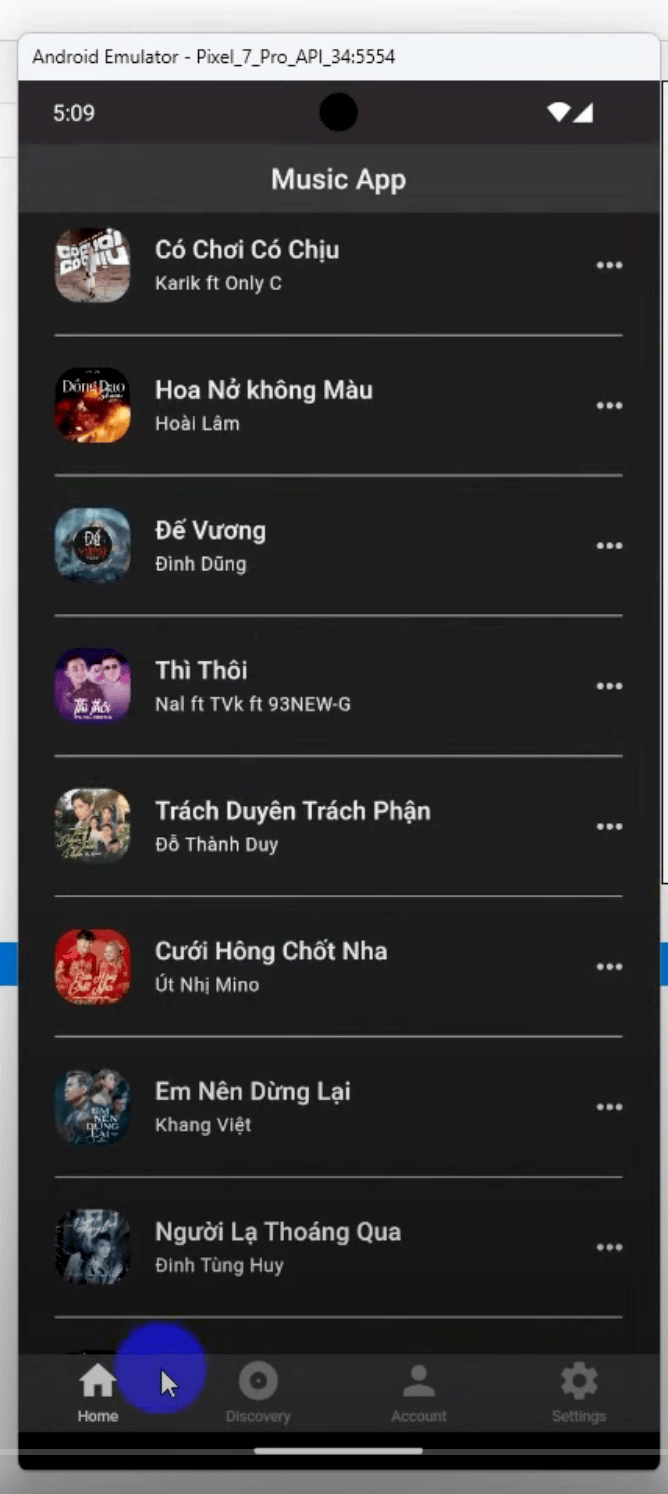 Android Emulator - Pixel_7_Pro_API_34:5554
5:09
Music App
Có Chơi Có Chịu
Karik ft Only C
Hoa Nở không Màu
Hoài Lâm
Đế Vương
Đình Dũng
Thì Thôi
Nal ft TVk ft 93NEW-G
Trách Duyên Trách Phận
Đỗ Thành Duy
Cưới Hông Chốt Nha
Út Nhị Mino
Em Nên Dừng Lại
Khang Việt
Người Lạ Thoáng Qua
Đinh Tùng Huy
Home
Discovery
Account
Settings